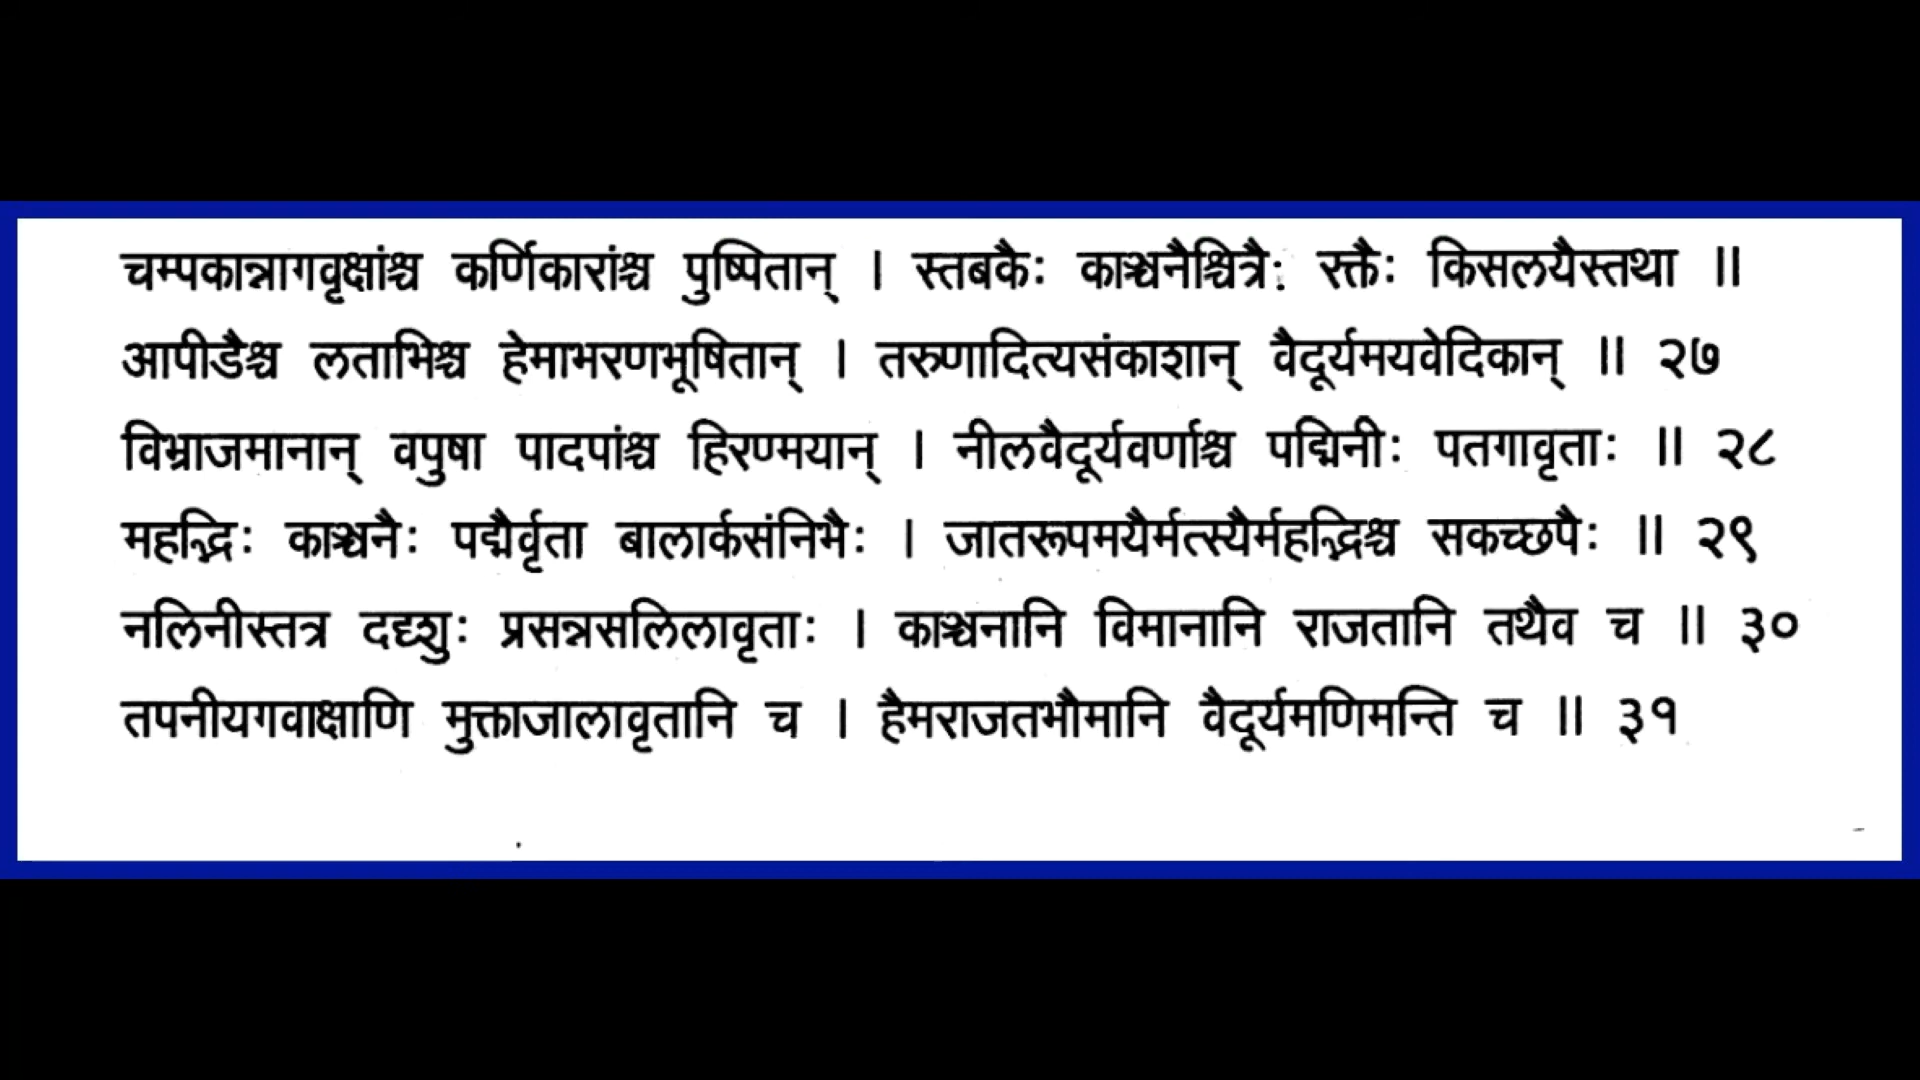 चम्पकान्नागवृक्षांश्च कर्णिकारांश्च पुष्पितान् । स्तबकैः काञ्चनैश्चित्रैः रक्तैः किसलयैस्तथा ॥
आपीडैश्च लताभिश्च हेमाभरणभूषितान् । तरुणादित्यसंकाशान् वैदूर्यमयवेदिकान् ॥ २७
विभ्राजमानान् वपुषा पादपांश्च हिरण्मयान् । नीलवैदूर्यवर्णाश्च पद्मिनीः पतगावृताः ॥ २८
महद्भिः काञ्चनैः पद्मैर्वृता बालार्कसंनिभैः । जातरूपमयैर्मत्स्यैर्महद्भिश्च सकच्छपैः ॥ २९
नलिनीस्तत्र ददृशुः प्रसन्नसलिलावृताः । काञ्चनानि विमानानि राजतानि तथैव च ॥ ३०
तपनीयगवाक्षाणि मुक्ताजालावृतानि च । हैमराजतभौमानि वैदूर्यमणिमन्ति च ॥ ३१